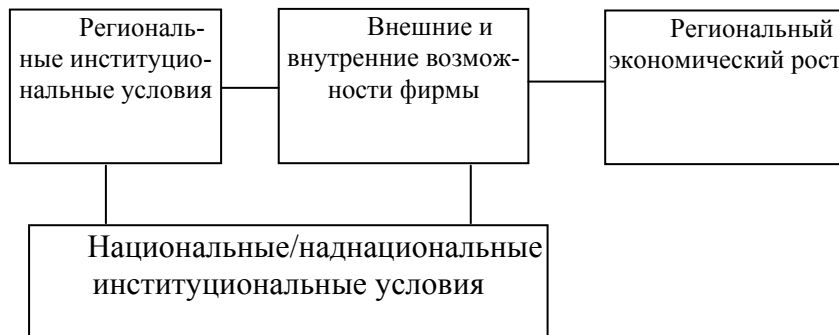 Региональ-
ные институцио-
нальные условия
Внешние и
внутренние возмож-
ности фирмы
Региональный
экономический рост
Национальные/наднациональные
институциональные условия